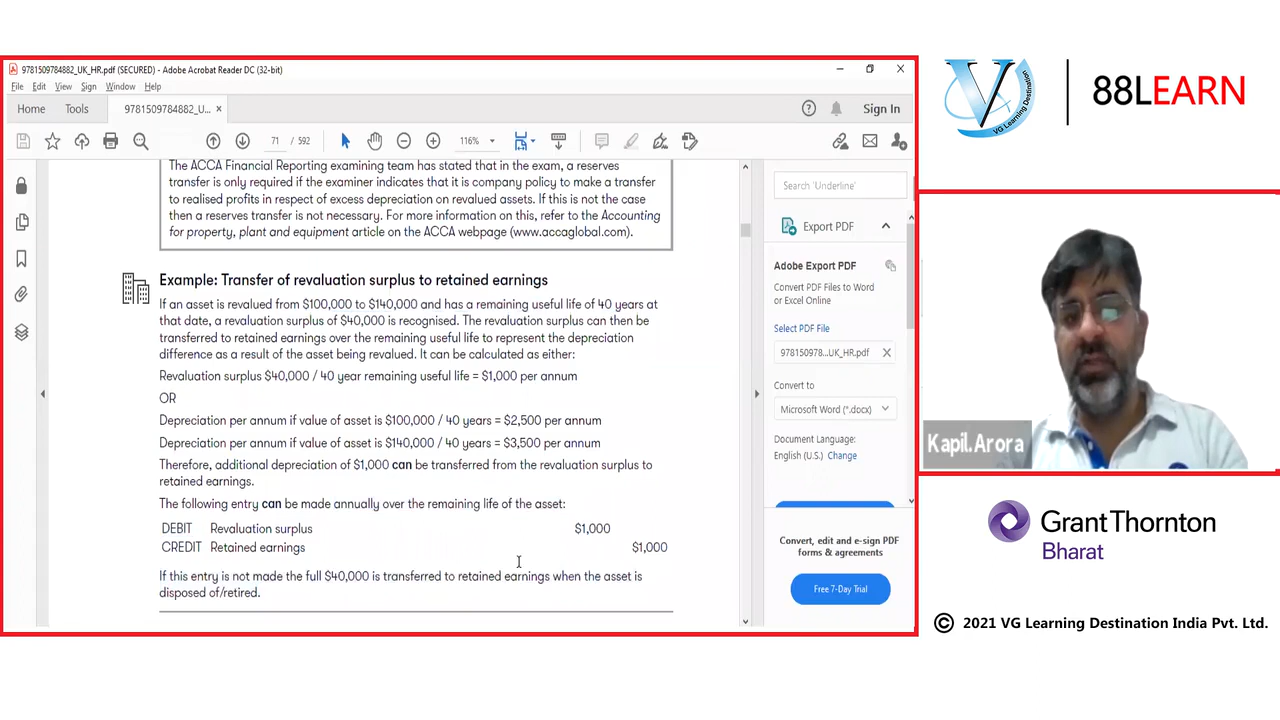 9781509784882_UK_HR.pdf (SECURED) - Adobe Acrobat Reader DC (32-bit)
File Edit View Sign Window Help
Home Tools 9781509784882_U... × Sign In
71 / 592 116%
The ACCA Financial Reporting examining team has stated that in the exam, a reserves
transfer is only required if the examiner indicates that it is company policy to make a transfer
to realised profits in respect of excess depreciation on revalued assets. If this is not the case
then a reserves transfer is not necessary. For more information on this, refer to the Accounting
for property, plant and equipment article on the ACCA webpage (www.accaglobal.com).
Example: Transfer of revaluation surplus to retained earnings
If an asset is revalued from $100,000 to $140,000 and has a remaining useful life of 40 years at
that date, a revaluation surplus of $40,000 is recognised. The revaluation surplus can then be
transferred to retained earnings over the remaining useful life to represent the depreciation
difference as a result of the asset being revalued. It can be calculated as either:
Revaluation surplus $40,000 / 40 year remaining useful life = $1,000 per annum
OR
Depreciation per annum if value of asset is $100,000 / 40 years = $2,500 per annum
Depreciation per annum if value of asset is $140,000 / 40 years = $3,500 per annum
Therefore, additional depreciation of $1,000 can be transferred from the revaluation surplus to
retained earnings.
The following entry can be made annually over the remaining life of the asset:
DEBIT Revaluation surplus $1,000
CREDIT Retained earnings $1,000
If this entry is not made the full $40,000 is transferred to retained earnings when the asset is
disposed of/retired.
Search 'Underline'
Export PDF
Adobe Export PDF
Convert PDF Files to Word
or Excel Online
Select PDF File
978150978...UK_HR.pdf
Convert to
Microsoft Word (*.docx)
Document Language:
English (U.S.) Change
Convert, edit and e-sign PDF
forms & agreements
Free 7-Day Trial
V
VG Learning Destination
88LEARN
Kapil.Arora
Grant Thornton
Bharat
© 2021 VG Learning Destination India Pvt. Ltd.